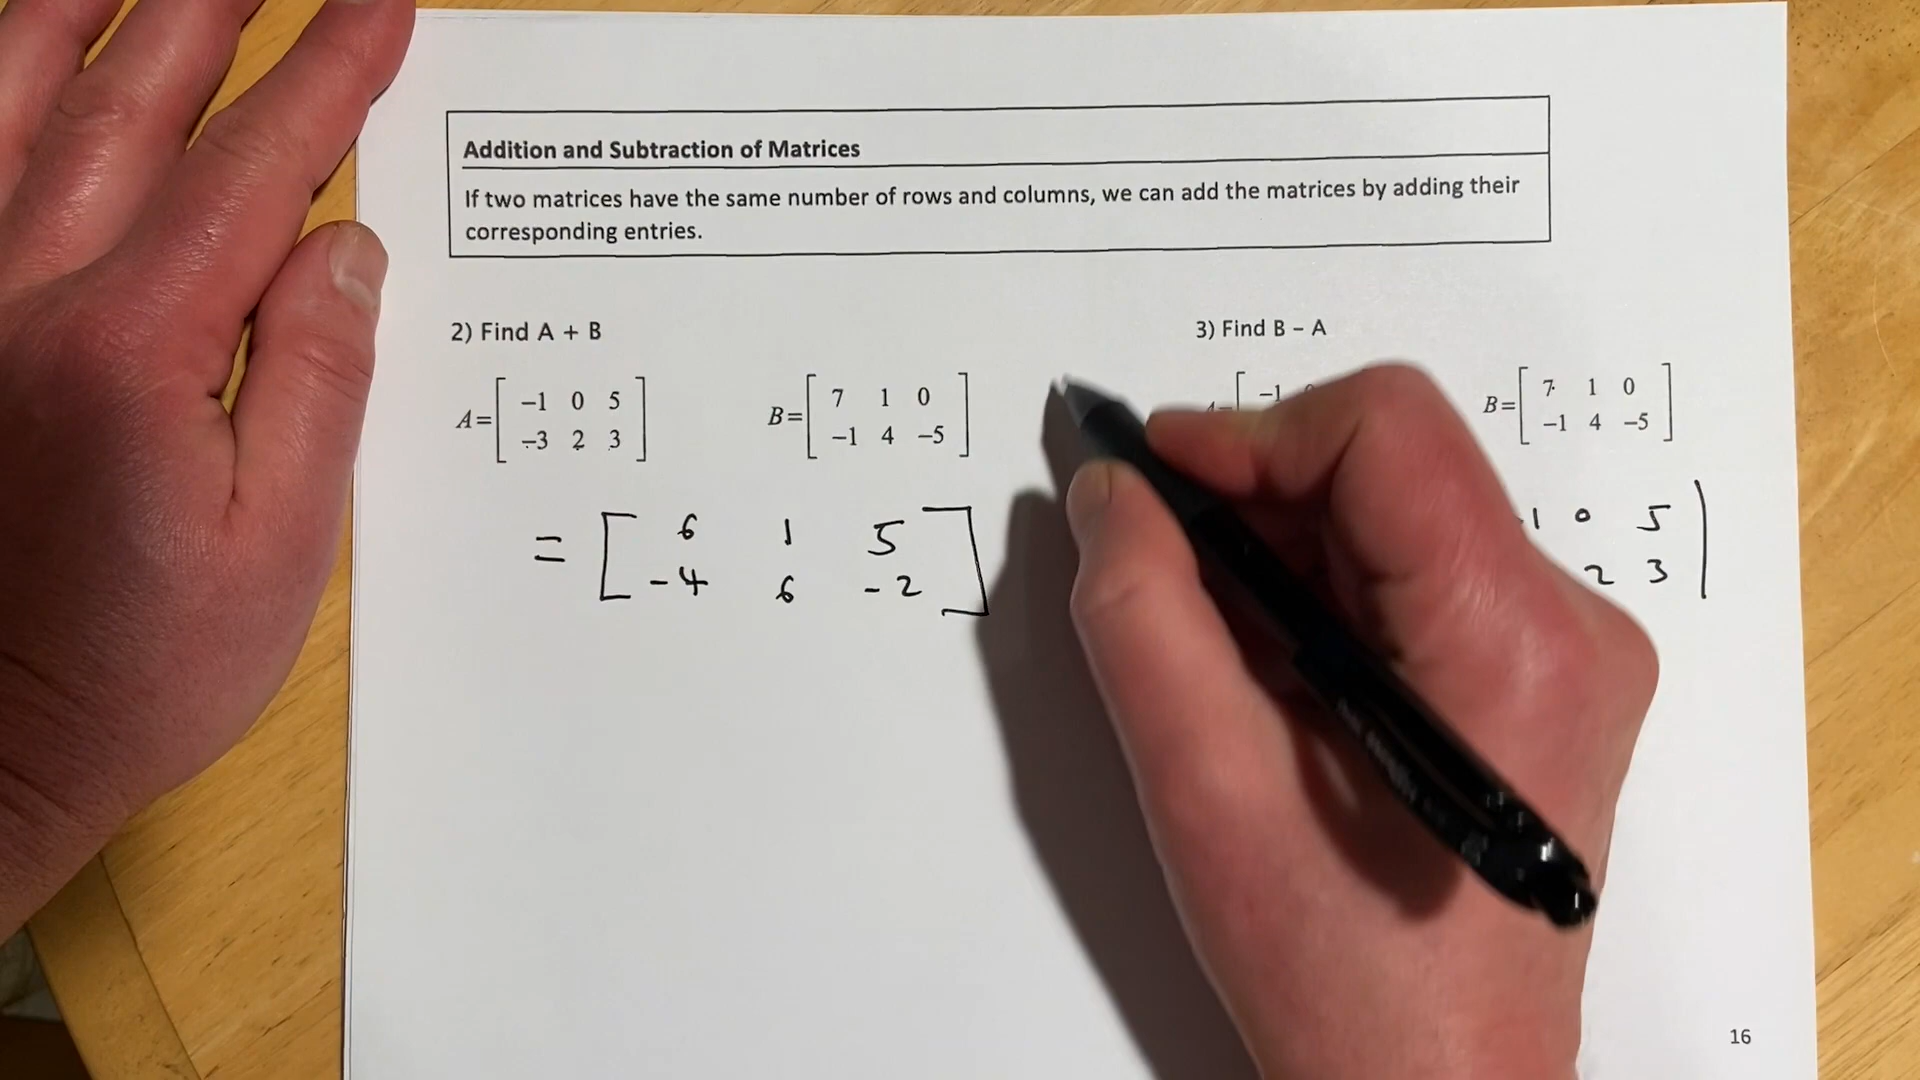 Addition and Subtraction of Matrices
If two matrices have the same number of rows and columns, we can add the matrices by adding their
corresponding entries.
2) Find A + B
3) Find B – A
A= [ −1 0 5 ]
[ −3 2 3 ]
B= [ 7 1 0 ]
[ −1 4 −5 ]
−1
B= [ 7 1 0 ]
[ −1 4 −5 ]
= [ 6 1 5 ]
[ -4 6 -2 ]
1 0 5
2 3
16